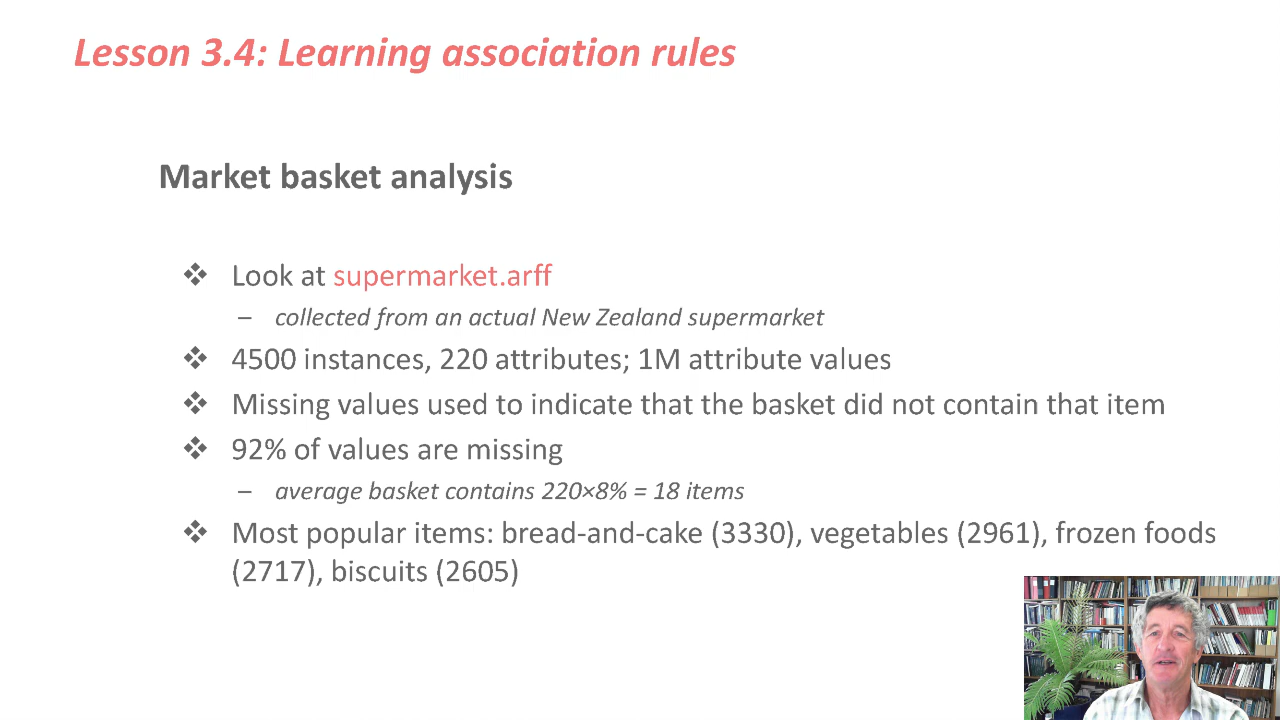 Lesson 3.4: Learning association rules
Market basket analysis
❖ Look at supermarket.arff
– collected from an actual New Zealand supermarket
❖ 4500 instances, 220 attributes; 1M attribute values
❖ Missing values used to indicate that the basket did not contain that item
❖ 92% of values are missing
– average basket contains 220×8% = 18 items
❖ Most popular items: bread-and-cake (3330), vegetables (2961), frozen foods
(2717), biscuits (2605)